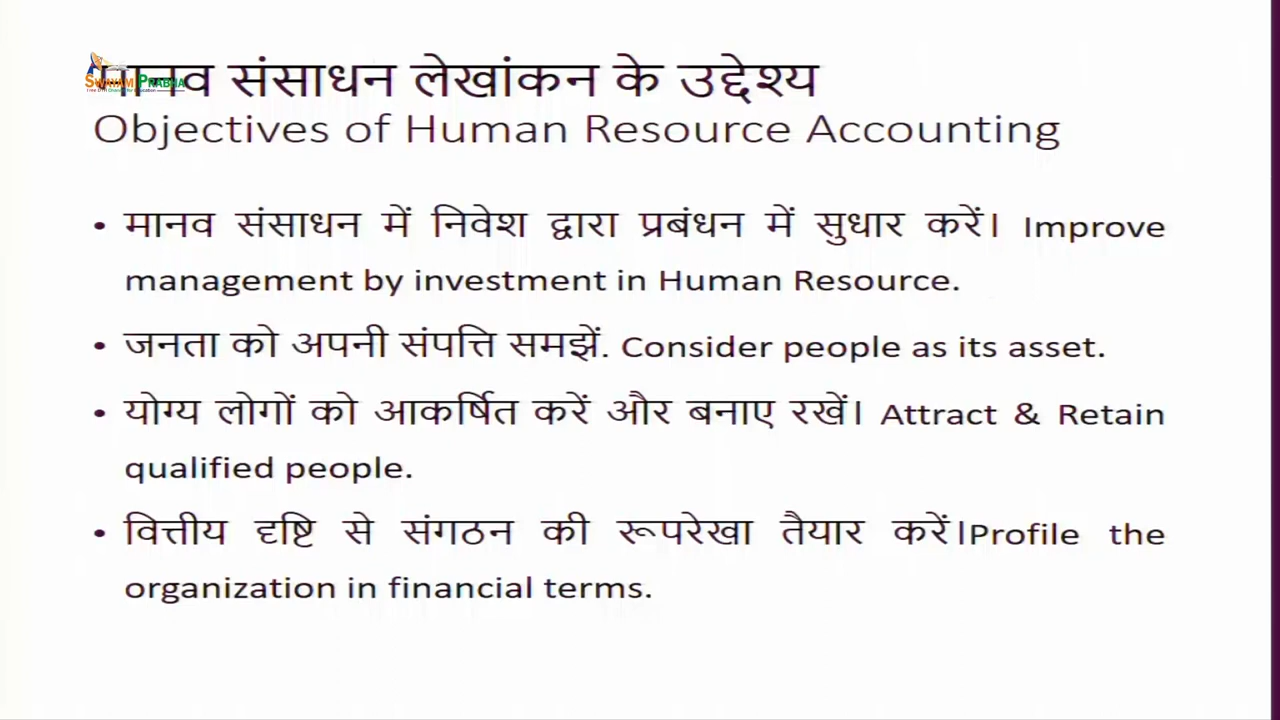 मानव संसाधन लेखांकन के उद्देश्य
SWAYAM PRABHA
Objectives of Human Resource Accounting
• मानव संसाधन में निवेश द्वारा प्रबंधन में सुधार करें। Improve
management by investment in Human Resource.
• जनता को अपनी संपत्ति समझें. Consider people as its asset.
• योग्य लोगों को आकर्षित करें और बनाए रखें। Attract & Retain
qualified people.
• वित्तीय दृष्टि से संगठन की रूपरेखा तैयार करें।Profile the
organization in financial terms.